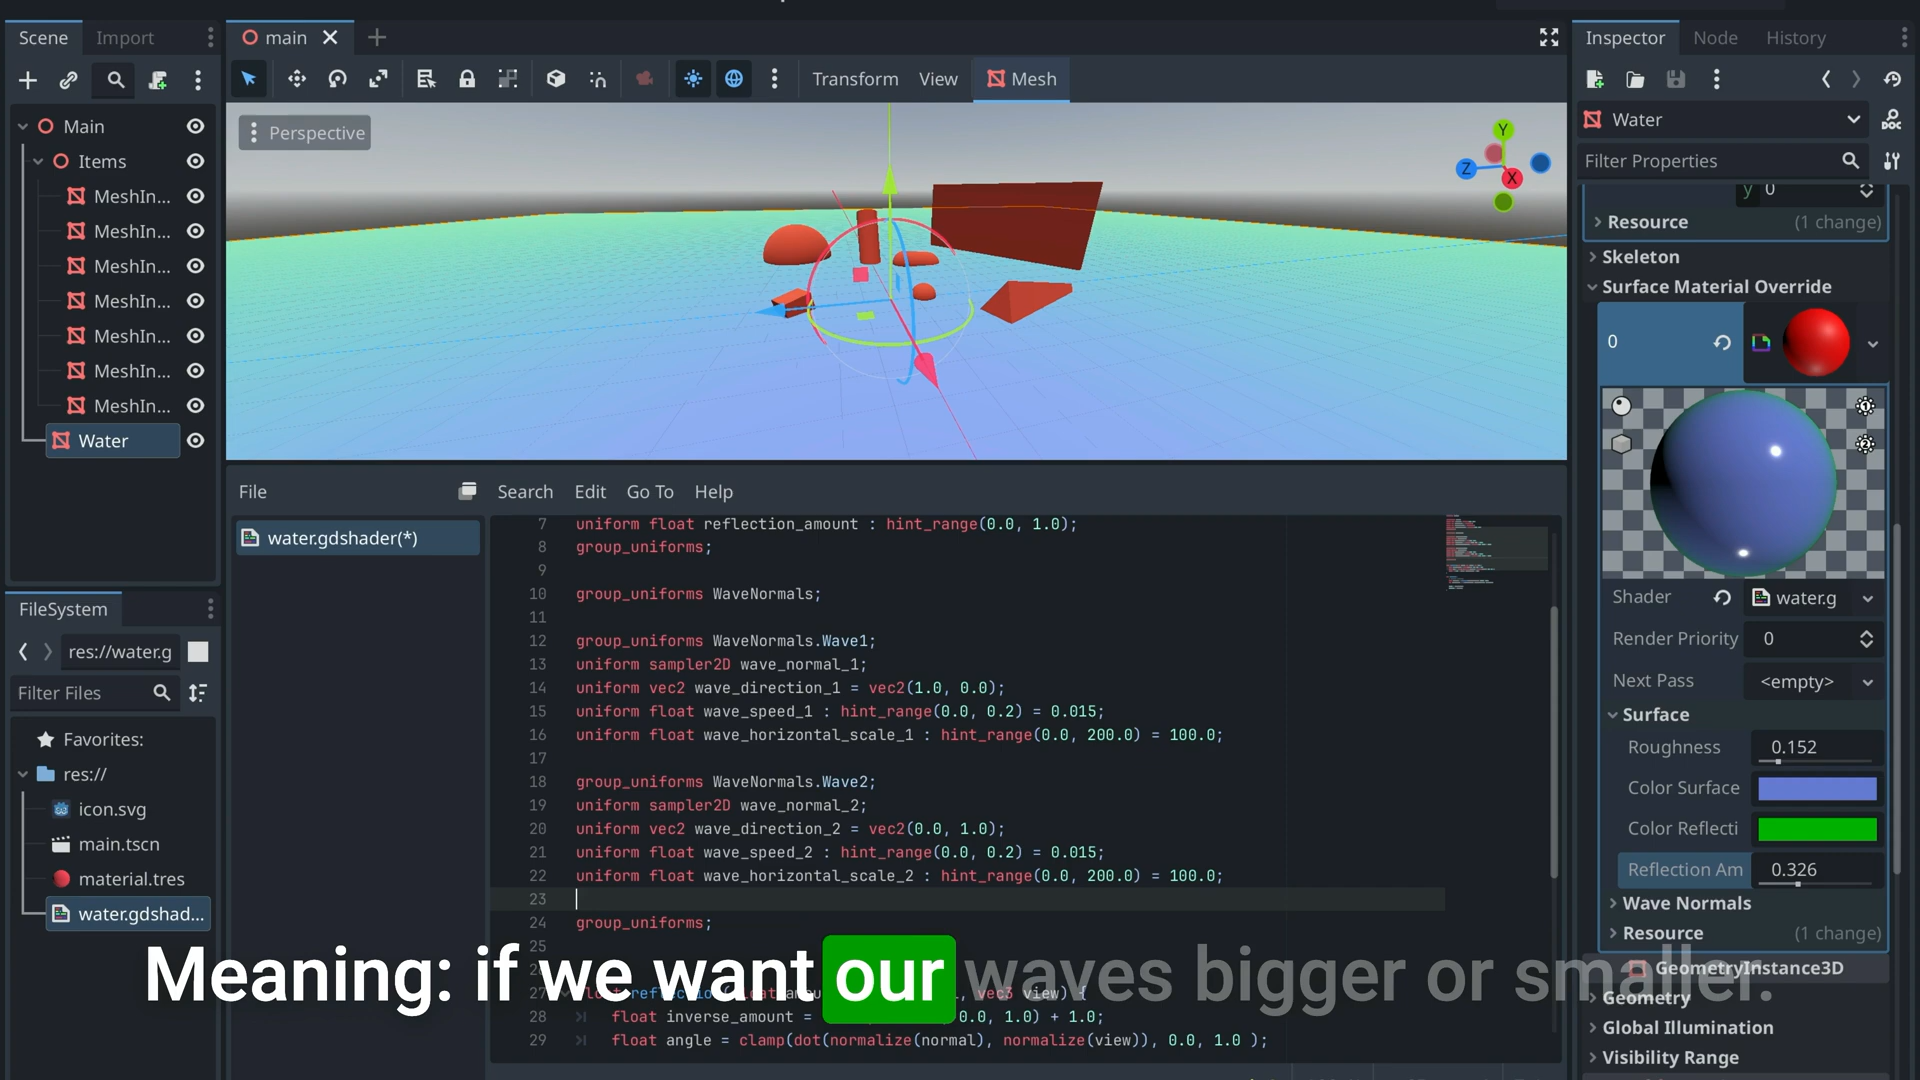 Scene
Import
main
Inspector
Node
History
Transform
View
Mesh
Perspective
Y
Z
X
Water
Filter Properties
y 0
Resource (1 change)
Skeleton
Surface Material Override
0
Main
Items
MeshIn...
MeshIn...
MeshIn...
MeshIn...
MeshIn...
MeshIn...
MeshIn...
Water
File
Search
Edit
Go To
Help
water.gdshader(*)
7 uniform float reflection_amount : hint_range(0.0, 1.0);
8 group_uniforms;
9
10 group_uniforms WaveNormals;
11
12 group_uniforms WaveNormals.Wave1;
13 uniform sampler2D wave_normal_1;
14 uniform vec2 wave_direction_1 = vec2(1.0, 0.0);
15 uniform float wave_speed_1 : hint_range(0.0, 0.2) = 0.015;
16 uniform float wave_horizontal_scale_1 : hint_range(0.0, 200.0) = 100.0;
17
18 group_uniforms WaveNormals.Wave2;
19 uniform sampler2D wave_normal_2;
20 uniform vec2 wave_direction_2 = vec2(0.0, 1.0);
21 uniform float wave_speed_2 : hint_range(0.0, 0.2) = 0.015;
22 uniform float wave_horizontal_scale_2 : hint_range(0.0, 200.0) = 100.0;
23
24 group_uniforms;
25
vec3 view) {
28 float inverse_amount = 0.0, 1.0) + 1.0;
29 float angle = clamp(dot(normalize(normal), normalize(view)), 0.0, 1.0 );
Meaning: if we want our waves bigger or smaller.
FileSystem
res://water.g
Filter Files
Favorites:
res://
icon.svg
main.tscn
material.tres
water.gdshad...
1
2
Shader water.g
Render Priority 0
Next Pass <empty>
Surface
Roughness 0.152
Color Surface
Color Reflecti
Reflection Am 0.326
Wave Normals
Resource (1 change)
GeometryInstance3D
Geometry
Global Illumination
Visibility Range